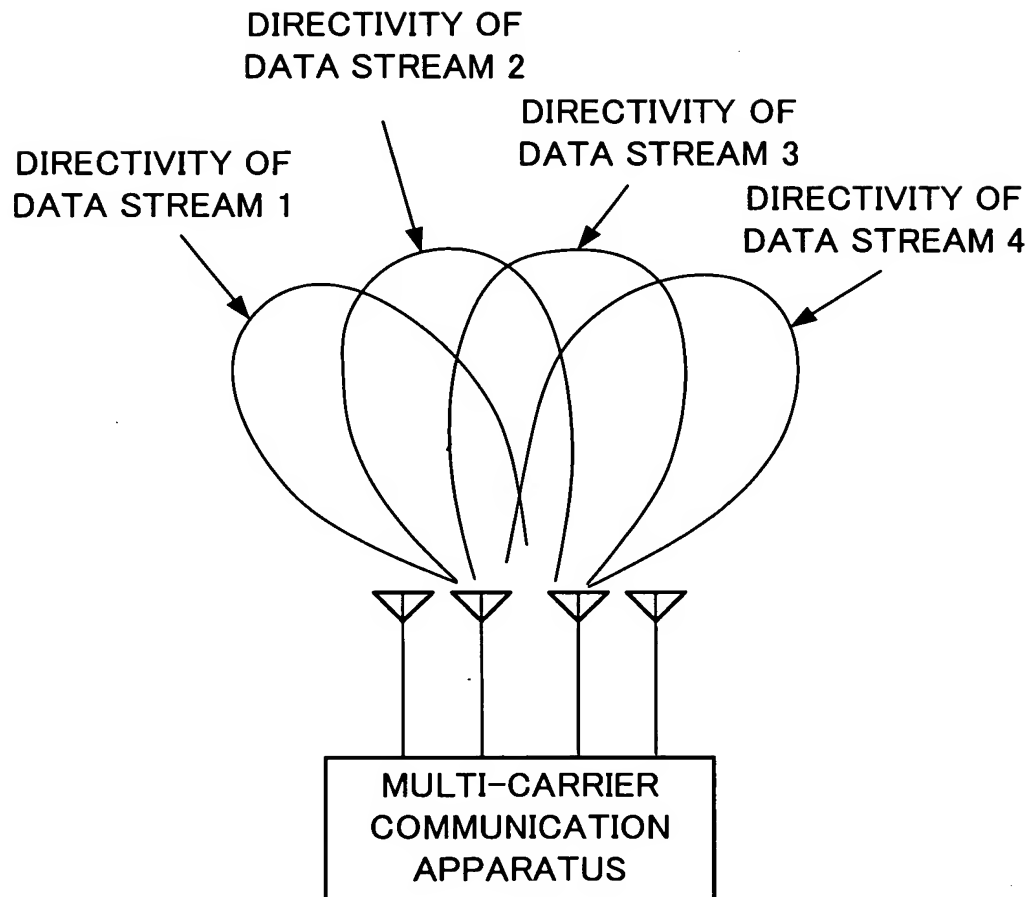 DIRECTIVITY OF
DATA STREAM 2
DIRECTIVITY OF
DATA STREAM 3
DIRECTIVITY OF
DATA STREAM 1
DIRECTIVITY OF
DATA STREAM 4
MULTI-CARRIER
COMMUNICATION
APPARATUS